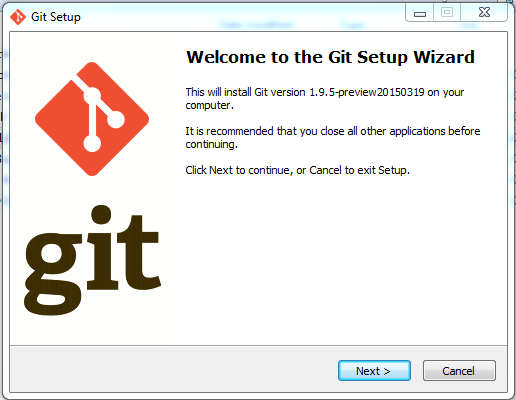 Git Setup
Welcome to the Git Setup Wizard
This will install Git version 1.9.5-preview20150319 on your
computer.
It is recommended that you close all other applications before
continuing.
Click Next to continue, or Cancel to exit Setup.
git
Next >
Cancel